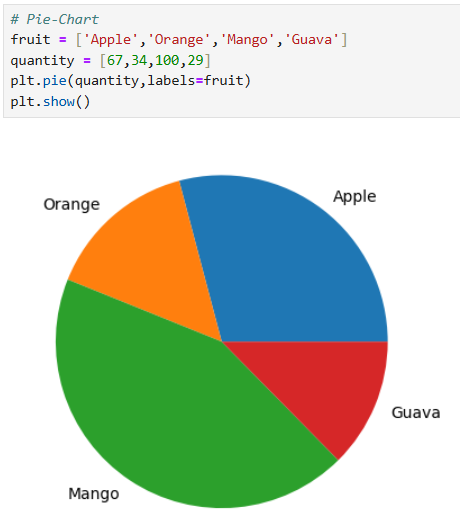 # Pie-Chart
fruit = ['Apple','Orange','Mango','Guava']
quantity = [67,34,100,29]
plt.pie(quantity,labels=fruit)
plt.show()
Apple
Orange
Guava
Mango